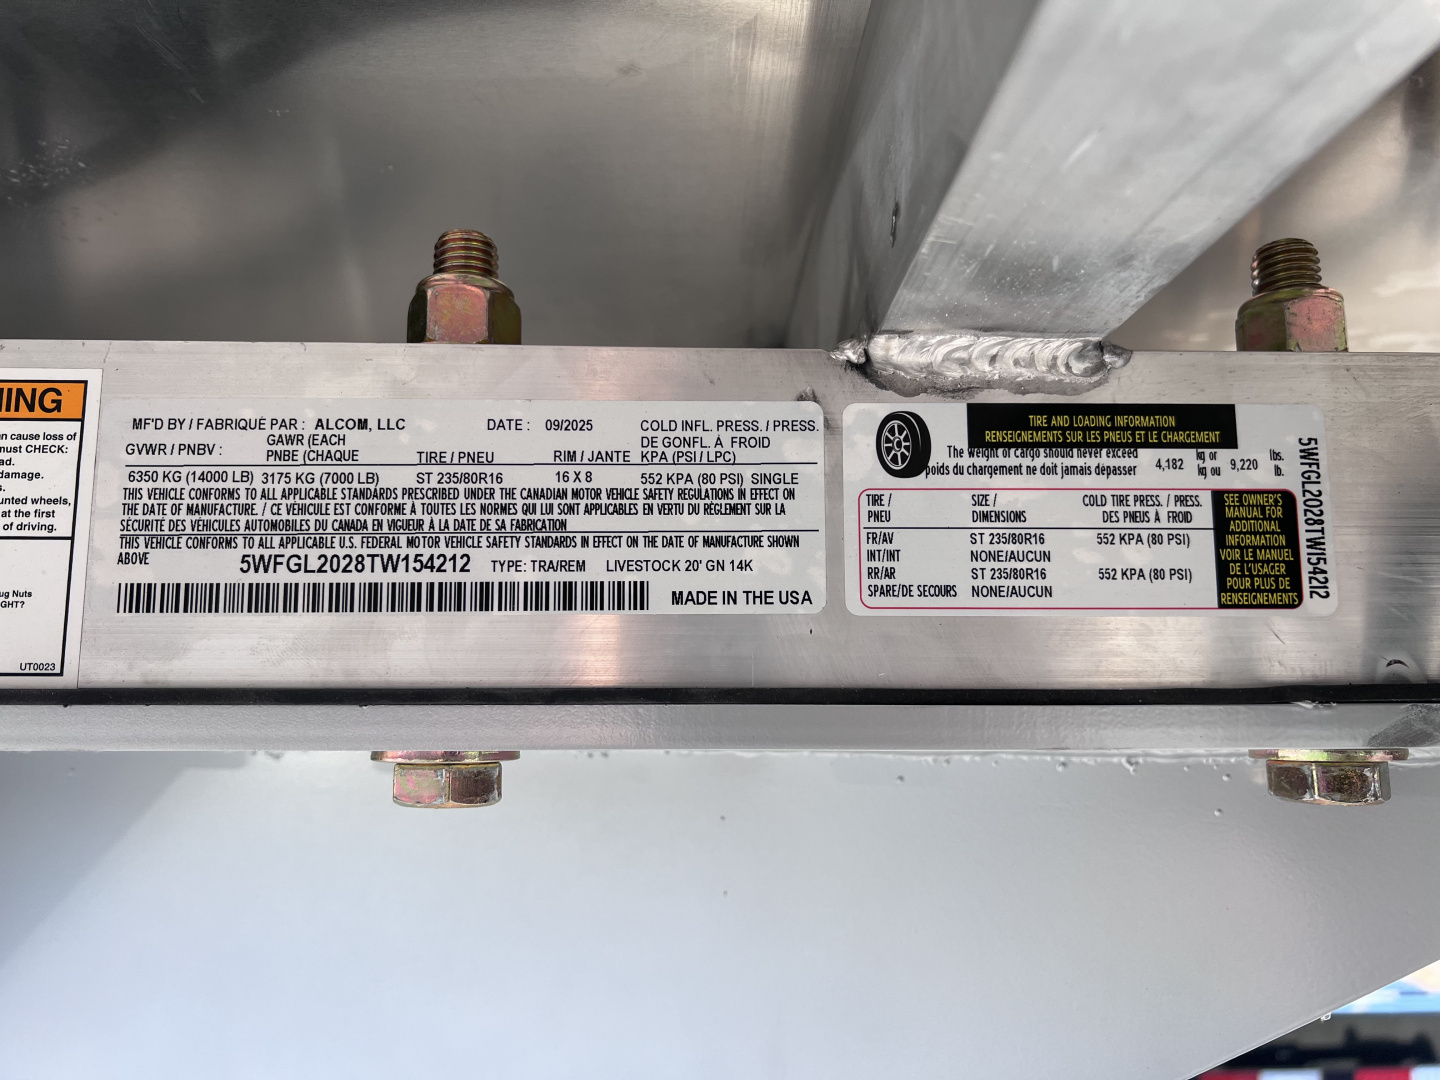 ING
n cause loss of
nust CHECK:
ad.
damage.
s.
unted wheels,
at the first
of driving.
ug Nuts
GHT?
UT0023
MF'D BY / FABRIQUÉ PAR : ALCOM, LLC DATE : 09/2025 COLD INFL. PRESS. / PRESS.
GVWR / PNBV : GAWR (EACH DE GONFL. À FROID
PNBE (CHAQUE TIRE / PNEU RIM / JANTE KPA (PSI / LPC)
6350 KG (14000 LB) 3175 KG (7000 LB) ST 235/80R16 16 X 8 552 KPA (80 PSI) SINGLE
THIS VEHICLE CONFORMS TO ALL APPLICABLE STANDARDS PRESCRIBED UNDER THE CANADIAN MOTOR VEHICLE SAFETY REGULATIONS IN EFFECT ON
THE DATE OF MANUFACTURE. / CE VÉHICULE EST CONFORME À TOUTES LES NORMES QUI LUI SONT APPLICABLES EN VERTU DU RÈGLEMENT SUR LA
SÉCURITÉ DES VÉHICULES AUTOMOBILES DU CANADA EN VIGUEUR À LA DATE DE SA FABRICATION
THIS VEHICLE CONFORMS TO ALL APPLICABLE U.S. FEDERAL MOTOR VEHICLE SAFETY STANDARDS IN EFFECT ON THE DATE OF MANUFACTURE SHOWN
ABOVE 5WFGL2028TW154212 TYPE: TRA/REM LIVESTOCK 20' GN 14K
MADE IN THE USA
TIRE AND LOADING INFORMATION
RENSEIGNEMENTS SUR LES PNEUS ET LE CHARGEMENT
The weight of cargo should never exceed kg or lbs.
poids du chargement ne doit jamais dépasser 4,182 kg ou 9,220 lb.
TIRE / SIZE / COLD TIRE PRESS. / PRESS.
PNEU DIMENSIONS DES PNEUS À FROID
FR/AV ST 235/80R16 552 KPA (80 PSI)
INT/INT NONE/AUCUN
RR/AR ST 235/80R16 552 KPA (80 PSI)
SPARE/DE SECOURS NONE/AUCUN
SEE OWNER'S
MANUAL FOR
ADDITIONAL
INFORMATION
VOIR LE MANUEL
DE L'USAGER
POUR PLUS DE
RENSEIGNEMENTS
5WFGL2028TW154212